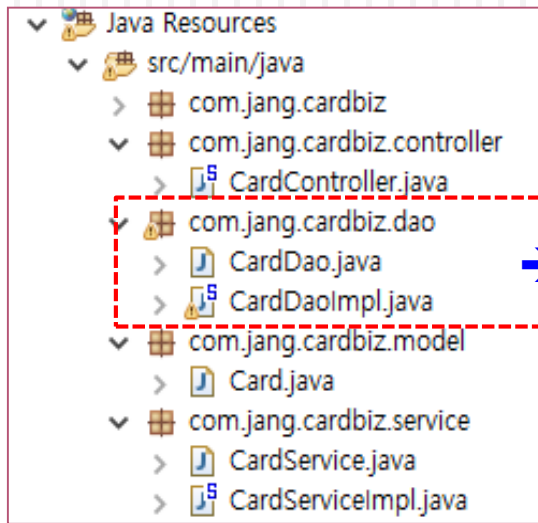 Java Resources
src/main/java
com.jang.cardbiz
com.jang.cardbiz.controller
CardController.java
com.jang.cardbiz.dao
CardDao.java
CardDaoImpl.java
com.jang.cardbiz.model
Card.java
com.jang.cardbiz.service
CardService.java
CardServiceImpl.java